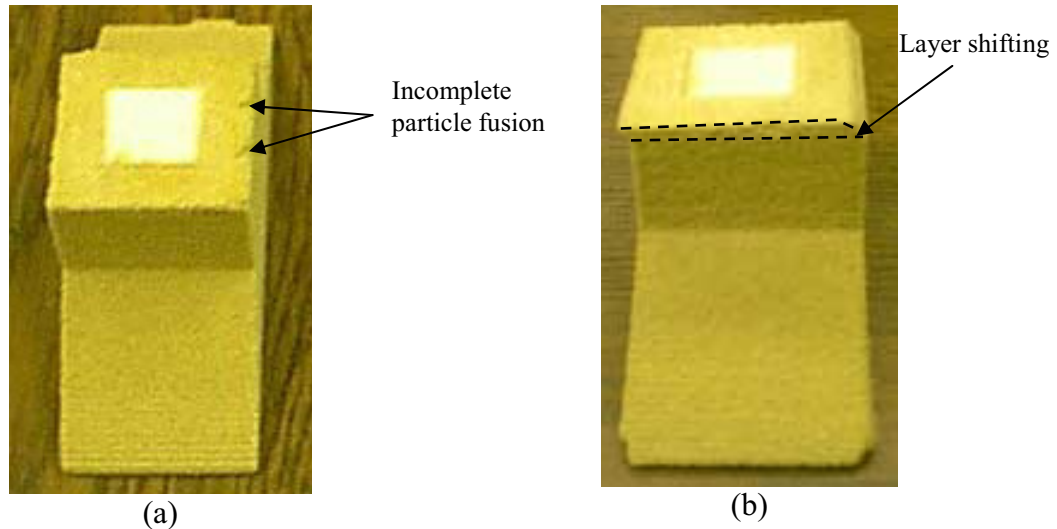 Incomplete
particle fusion
Layer shifting
(a)
(b)